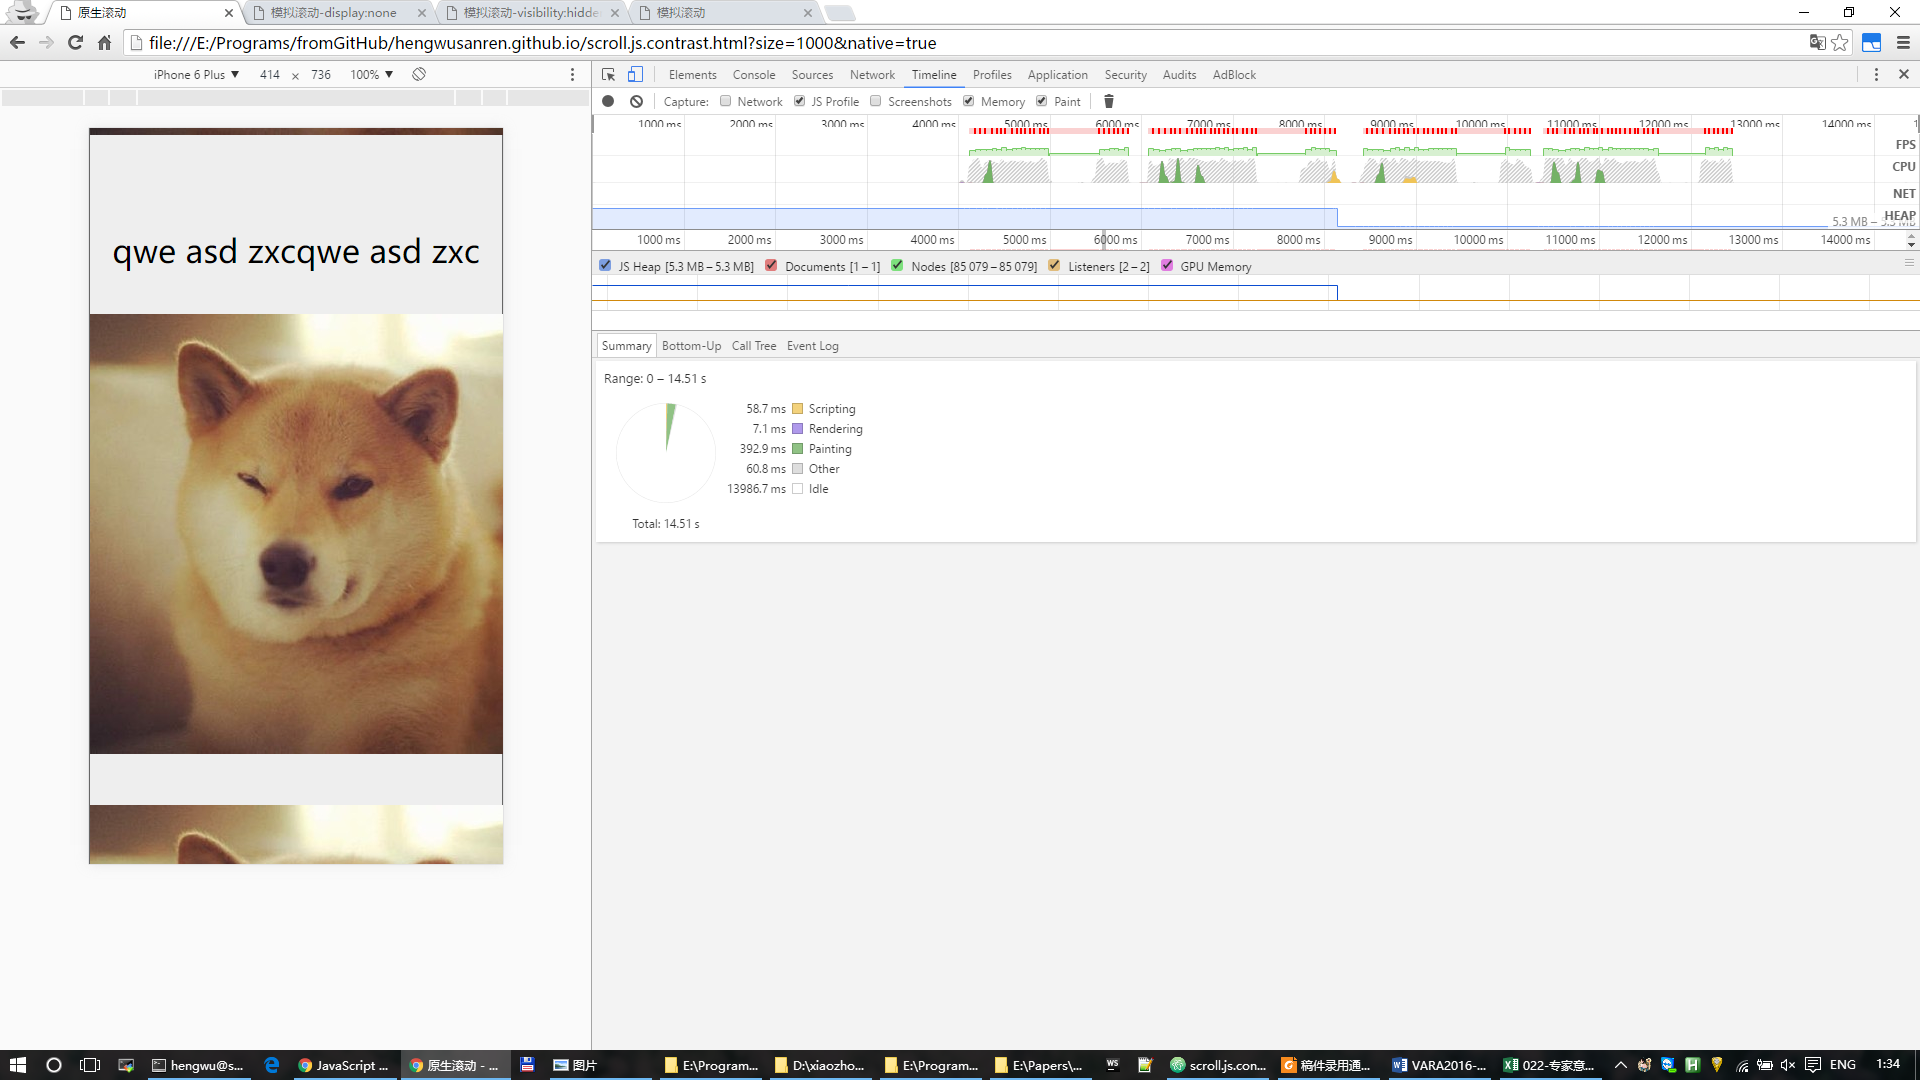 原生滚动
模拟滚动-display:none
模拟滚动-visibility:hidde
模拟滚动
file:///E:/Programs/fromGitHub/hengwusanren.github.io/scroll.js.contrast.html?size=1000&native=true
iPhone 6 Plus ▼ 414 × 736 100% ▼
Elements Console Sources Network Timeline Profiles Application Security Audits AdBlock
Capture: Network JS Profile Screenshots Memory Paint
1000 ms 2000 ms 3000 ms 4000 ms 5000 ms 6000 ms 7000 ms 8000 ms 9000 ms 10000 ms 11000 ms 12000 ms 13000 ms 14000 ms
FPS
CPU
NET
HEAP
5.3 MB – 5.3 MB
1000 ms 2000 ms 3000 ms 4000 ms 5000 ms 6000 ms 7000 ms 8000 ms 9000 ms 10000 ms 11000 ms 12000 ms 13000 ms 14000 ms
JS Heap [5.3 MB – 5.3 MB] Documents [1 – 1] Nodes [85 079 – 85 079] Listeners [2 – 2] GPU Memory
Summary Bottom-Up Call Tree Event Log
Range: 0 – 14.51 s
58.7 ms Scripting
7.1 ms Rendering
392.9 ms Painting
60.8 ms Other
13986.7 ms Idle
Total: 14.51 s
qwe asd zxcqwe asd zxc
hengwu@s... JavaScript ... 原生滚动 - ... 图片 E:\Program... D:\xiaozho... E:\Program... E:\Papers\... WS scroll.js.con... 稿件录用通... VARA2016-... 022-专家意... ENG 1:34